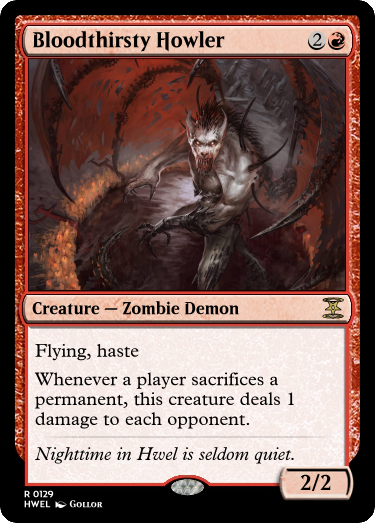 Bloodthirsty Howler 2
Creature — Zombie Demon
Flying, haste
Whenever a player sacrifices a
permanent, this creature deals 1
damage to each opponent.
Nighttime in Hwel is seldom quiet.
2/2
R 0129
HWEL GOLLOR